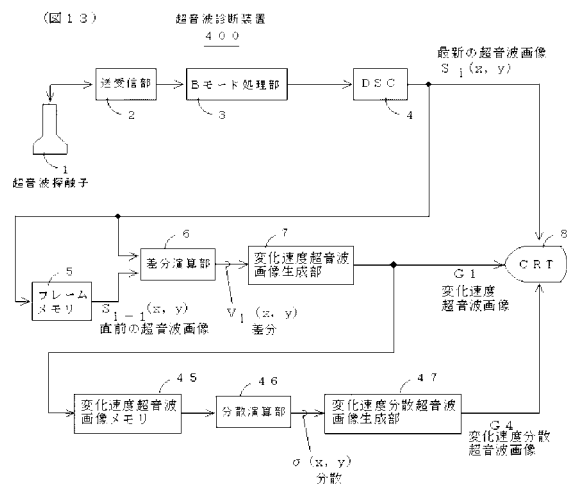 (図13)
超音波診断装置
400
最新の超音波画像
Si(x, y)
送受信部
2
Bモード処理部
3
DSC
4
1
超音波探触子
6
差分演算部
7
変化速度超音波
画像生成部
8
CRT
5
フレーム
メモリ
Si−1(x, y)
直前の超音波画像
Vi (x, y)
差分
G1
変化速度
超音波画像
45
変化速度超音波
画像メモリ
46
分散演算部
47
変化速度分散超音波
画像生成部
σ (x, y)
分散
G4
変化速度分散
超音波画像